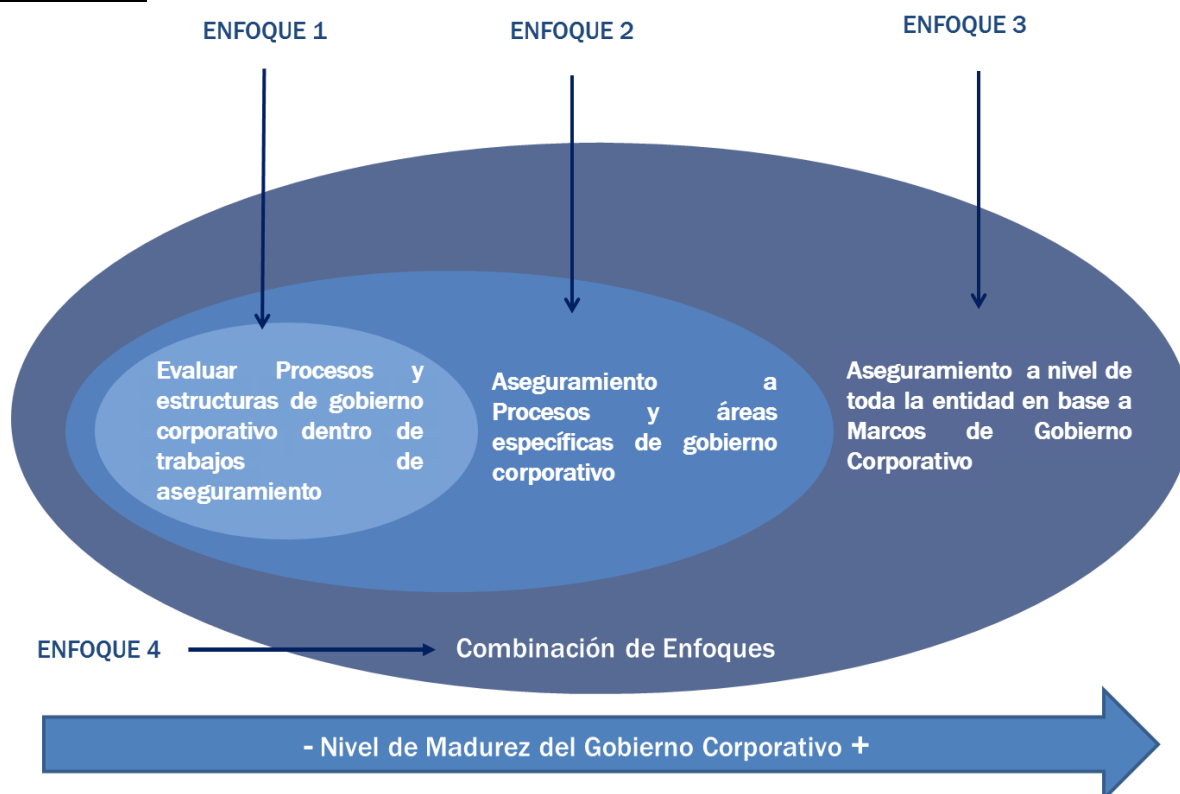 ENFOQUE 1
ENFOQUE 2
ENFOQUE 3
Evaluar Procesos y
estructuras de gobierno
corporativo dentro de
trabajos de
aseguramiento
Aseguramiento a
Procesos y áreas
específicas de gobierno
corporativo
Aseguramiento a nivel de
toda la entidad en base a
Marcos de Gobierno
Corporativo
ENFOQUE 4
Combinación de Enfoques
- Nivel de Madurez del Gobierno Corporativo +